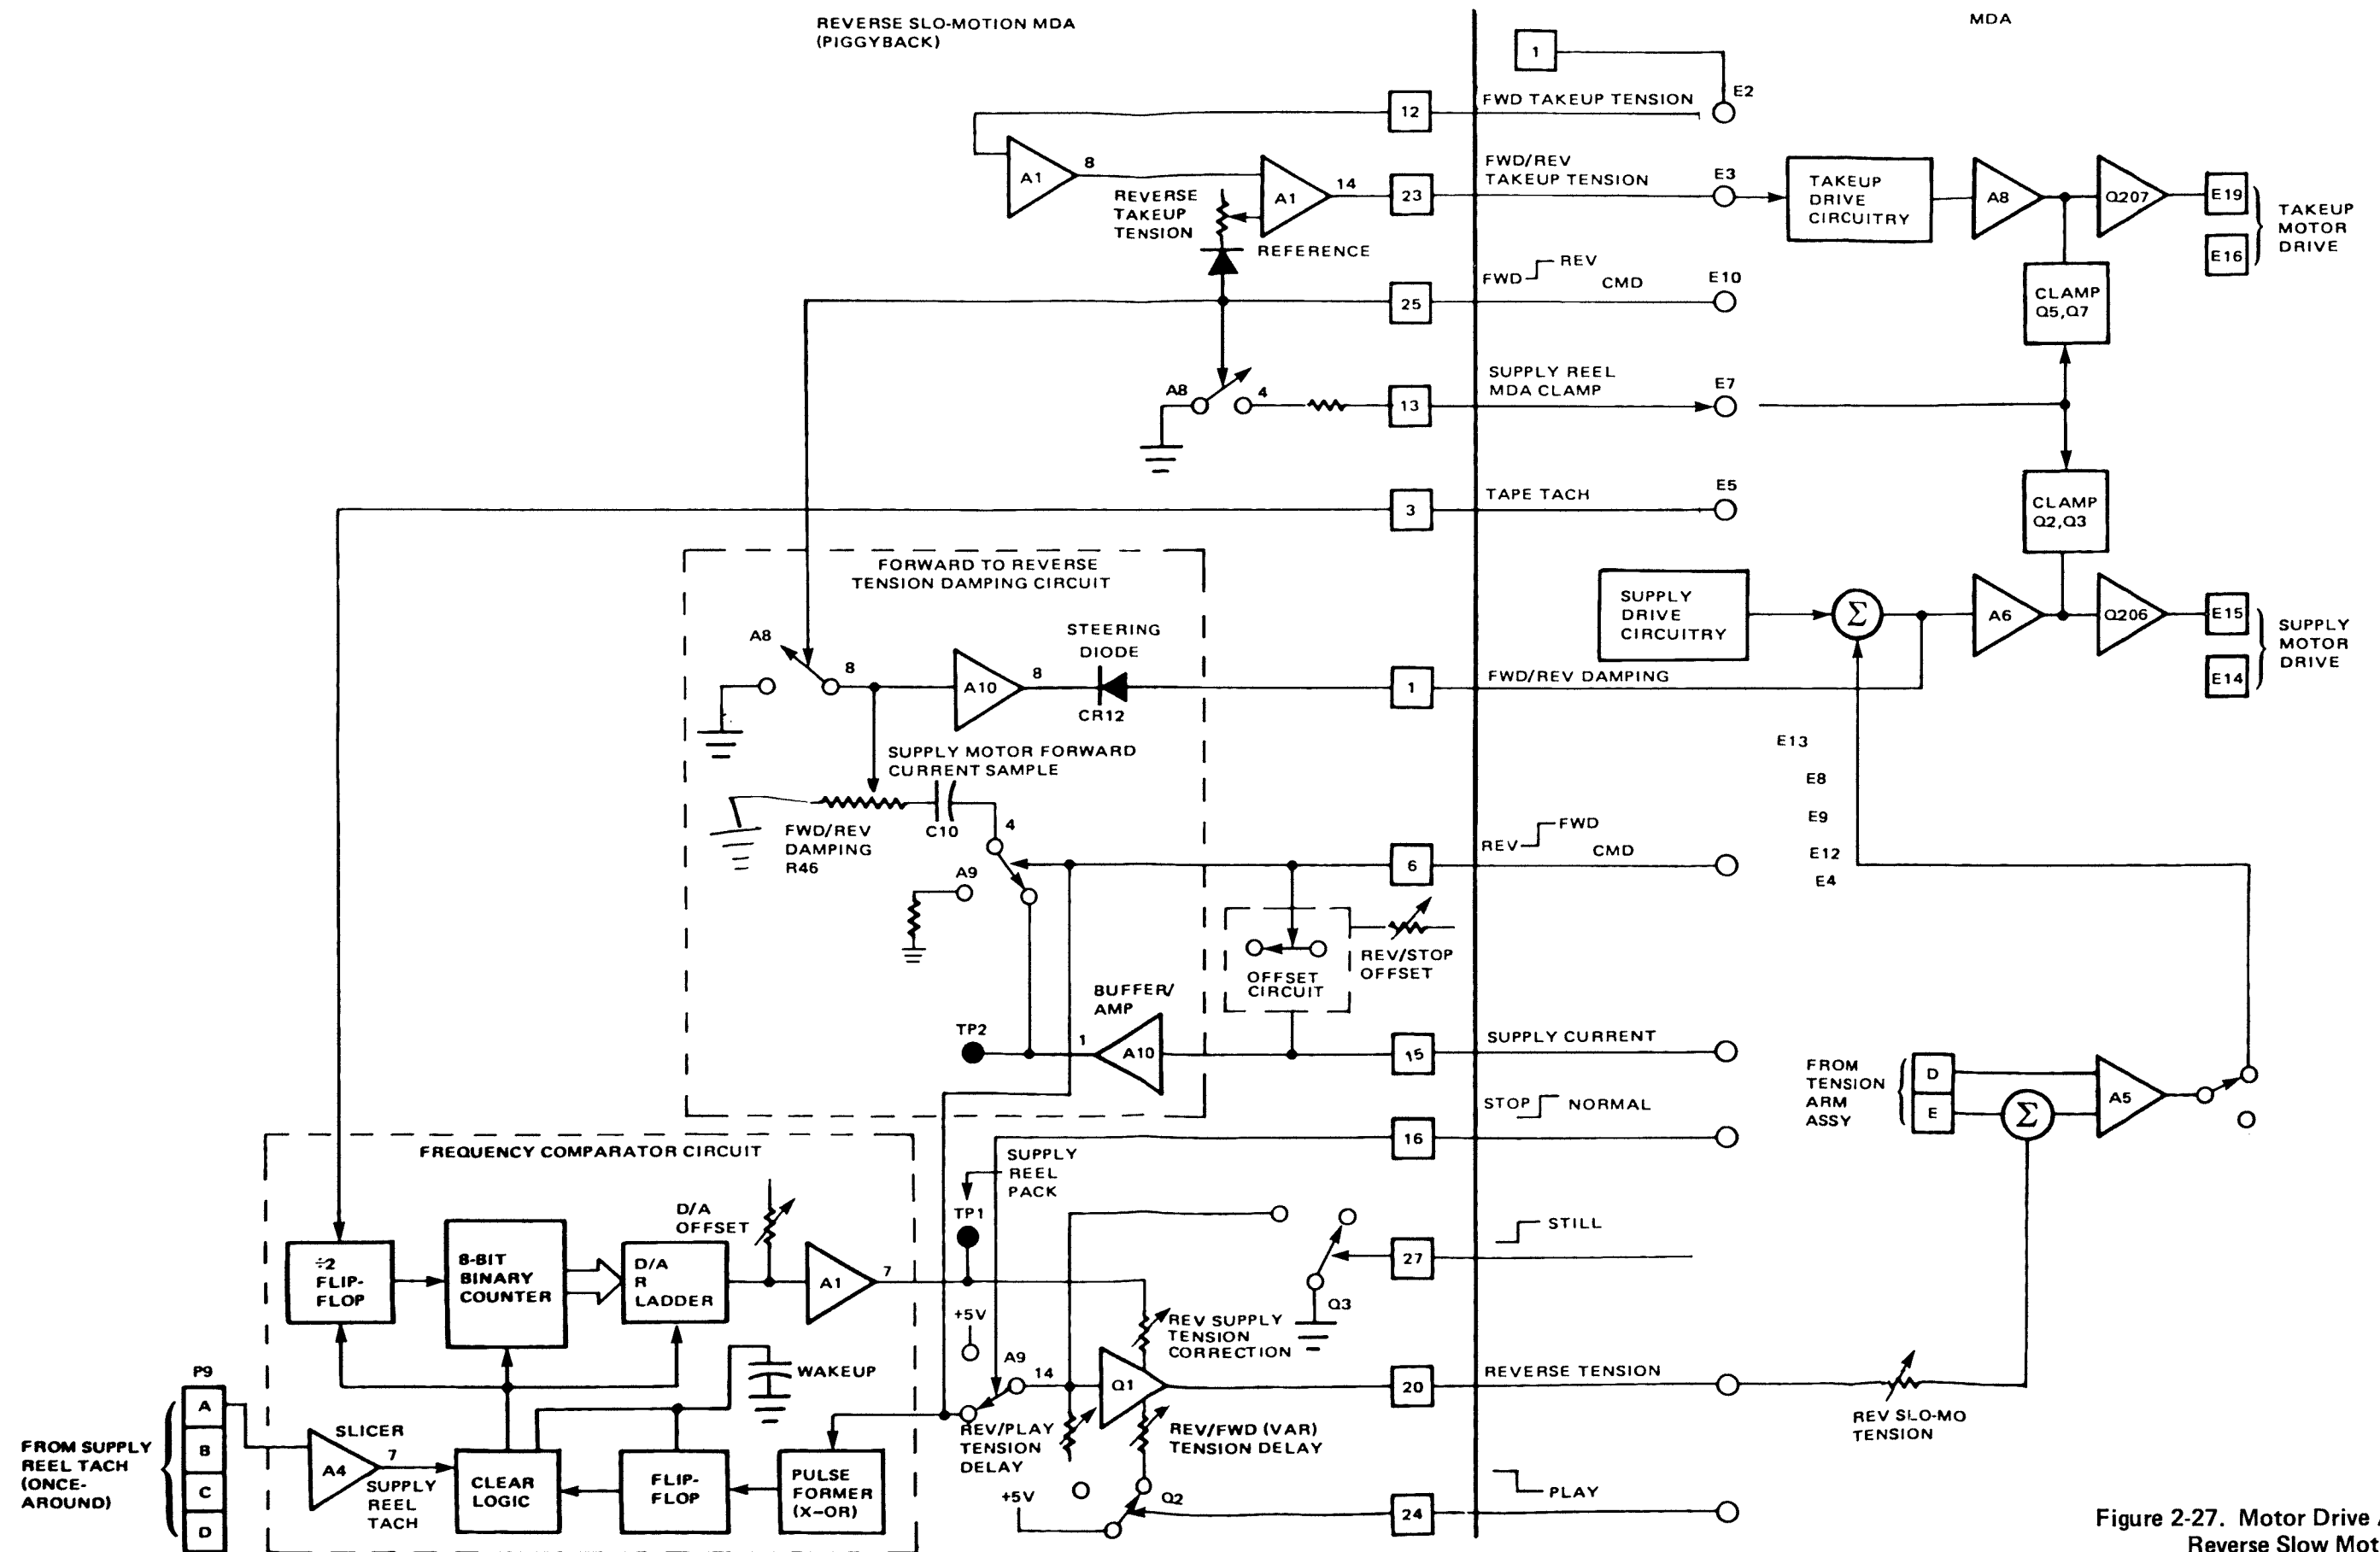 REVERSE SLO-MOTION MDA
(PIGGYBACK)
MDA
1
E2
12
FWD TAKEUP TENSION
A1
8
REVERSE
TAKEUP
TENSION
A1
14
REFERENCE
23
FWD/REV
TAKEUP TENSION
E3
TAKEUP
DRIVE
CIRCUITRY
A8
Q207
E19
E16
TAKEUP
MOTOR
DRIVE
25
FWD REV
CMD
E10
CLAMP
Q5,Q7
A8
4
13
SUPPLY REEL
MDA CLAMP
E7
3
TAPE TACH
E5
CLAMP
Q2,Q3
FORWARD TO REVERSE
TENSION DAMPING CIRCUIT
A8
8
A10
8
STEERING
DIODE
CR12
1
FWD/REV DAMPING
SUPPLY
DRIVE
CIRCUITRY
Σ
A6
Q206
E15
E14
SUPPLY
MOTOR
DRIVE
SUPPLY MOTOR FORWARD
CURRENT SAMPLE
FWD/REV
DAMPING
R46
C10
4
A9
E13
E8
E9
E12
E4
6
REV FWD
CMD
OFFSET
CIRCUIT
REV/STOP
OFFSET
BUFFER/
AMP
TP2
1
A10
15
SUPPLY CURRENT
FROM
TENSION
ARM
ASSY
D
E
Σ
A5
16
STOP NORMAL
FREQUENCY COMPARATOR CIRCUIT
SUPPLY
REEL
PACK
TP1
÷2
FLIP-
FLOP
8-BIT
BINARY
COUNTER
D/A
R
LADDER
D/A
OFFSET
A1
7
27
STILL
Q3
+5V
A9
14
REV SUPPLY
TENSION
CORRECTION
Q1
20
REVERSE TENSION
REV SLO-MO
TENSION
WAKEUP
P9
A
B
C
D
FROM SUPPLY
REEL TACH
(ONCE-
AROUND)
SLICER
A4
7
SUPPLY
REEL
TACH
CLEAR
LOGIC
FLIP-
FLOP
PULSE
FORMER
(X-OR)
REV/PLAY
TENSION
DELAY
REV/FWD (VAR)
TENSION DELAY
+5V
Q2
24
PLAY
Figure 2-27. Motor Drive
Reverse Slow Mot